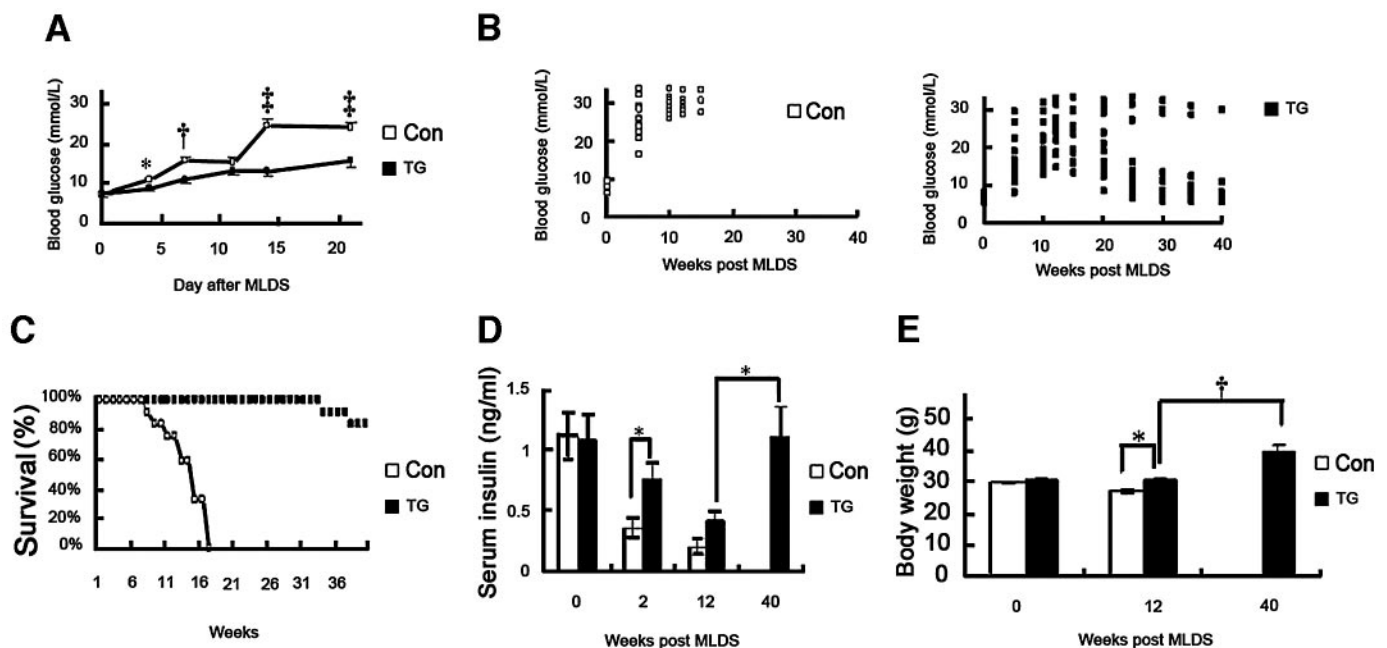 A
Blood glucose (mmol/L)
30
20
10
0
*
†
‡
‡
0 5 10 15 20
Day after MLDS
Con
TG
B
Blood glucose (mmol/L)
30
20
10
0
0 10 20 30 40
Weeks post MLDS
Con
Blood glucose (mmol/L)
30
20
10
0
0 10 20 30 40
Weeks post MLDS
TG
C
Survival (%)
100%
80%
60%
40%
20%
0%
1 6 11 16 21 26 31 36
Weeks
Con
TG
D
Serum insulin (ng/ml)
1.5
1
0.5
0
*
*
0 2 12 40
Weeks post MLDS
Con
TG
E
Body weight (g)
50
40
30
20
10
0
*
†
0 12 40
Weeks post MLDS
Con
TG